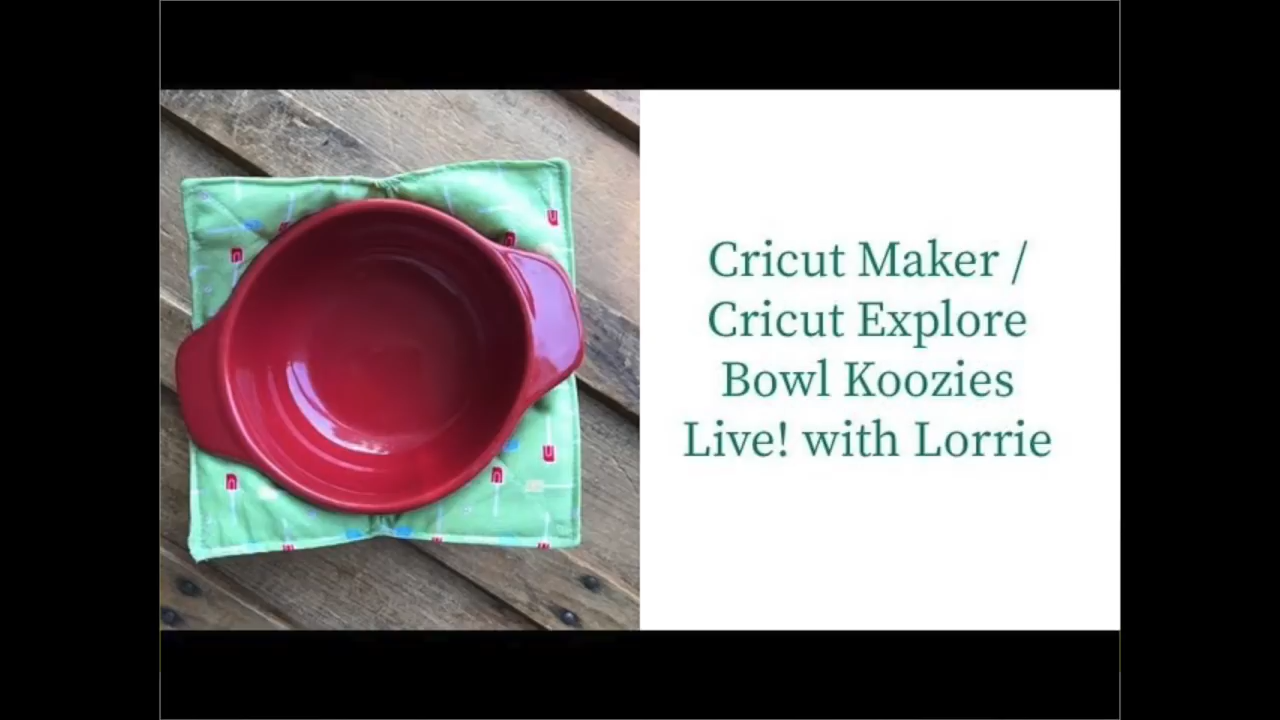 Cricut Maker /
Cricut Explore
Bowl Koozies
Live! with Lorrie